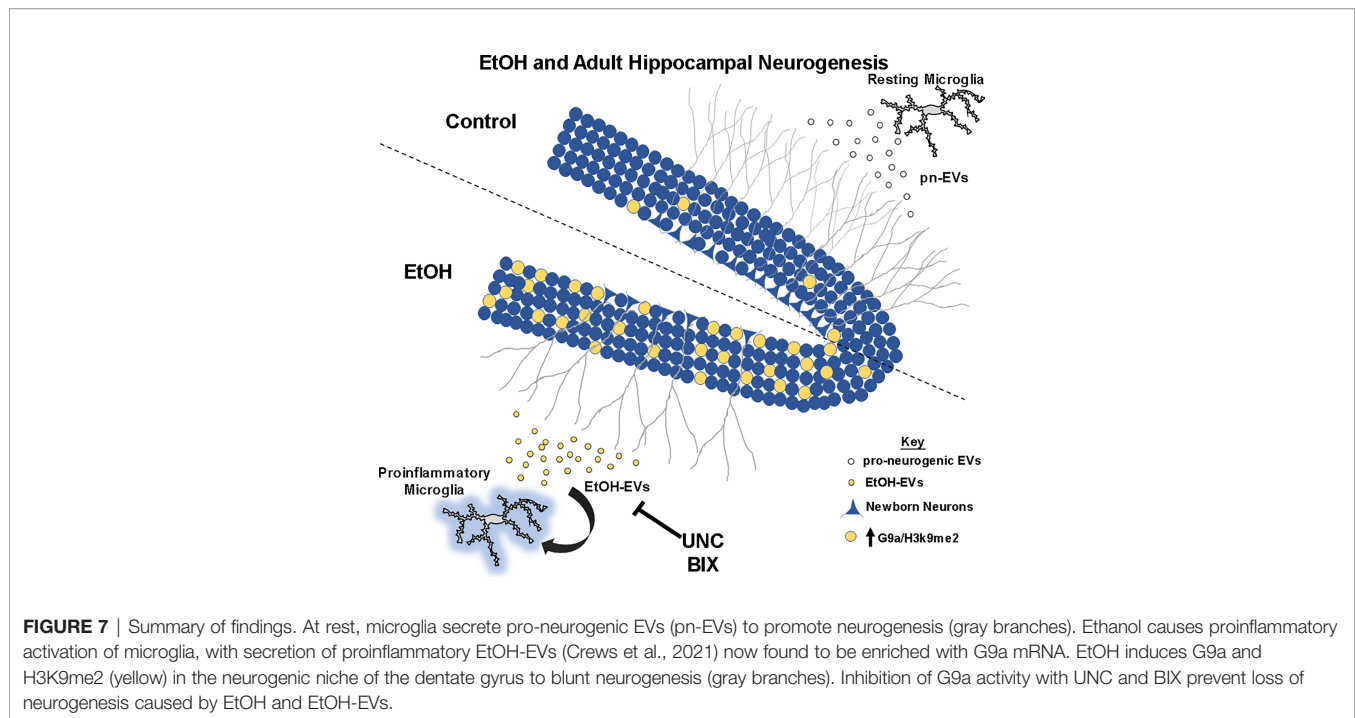 EtOH and Adult Hippocampal Neurogenesis
Resting Microglia
Control
pn-EVs
EtOH
Proinflammatory
Microglia
EtOH-EVs
UNC
BIX
Key
pro-neurogenic EVs
EtOH-EVs
Newborn Neurons
↑ G9a/H3k9me2
FIGURE 7 | Summary of findings. At rest, microglia secrete pro-neurogenic EVs (pn-EVs) to promote neurogenesis (gray branches). Ethanol causes proinflammatory
activation of microglia, with secretion of proinflammatory EtOH-EVs (Crews et al., 2021) now found to be enriched with G9a mRNA. EtOH induces G9a and
H3K9me2 (yellow) in the neurogenic niche of the dentate gyrus to blunt neurogenesis (gray branches). Inhibition of G9a activity with UNC and BIX prevent loss of
neurogenesis caused by EtOH and EtOH-EVs.